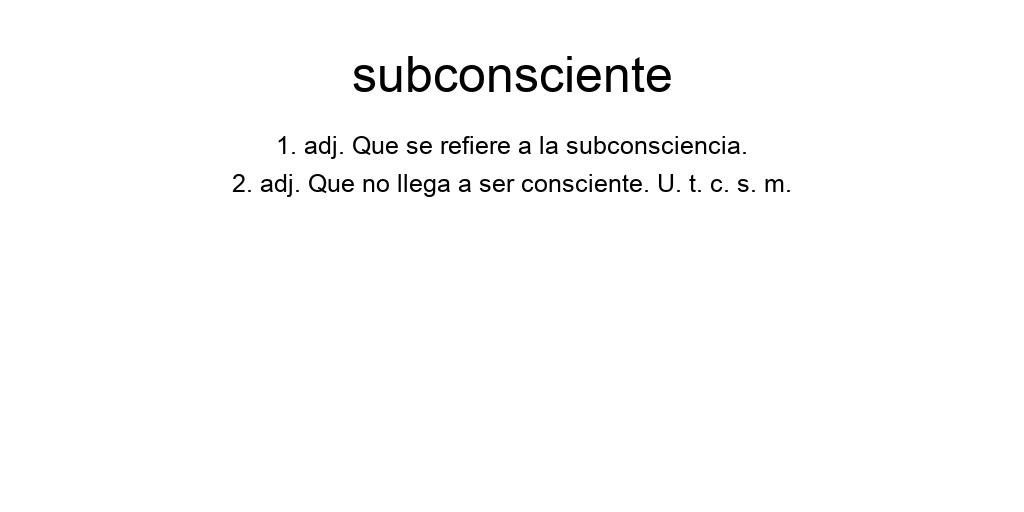 subconsciente
1. adj. Que se refiere a la subconsciencia.
2. adj. Que no llega a ser consciente. U. t. c. s. m.